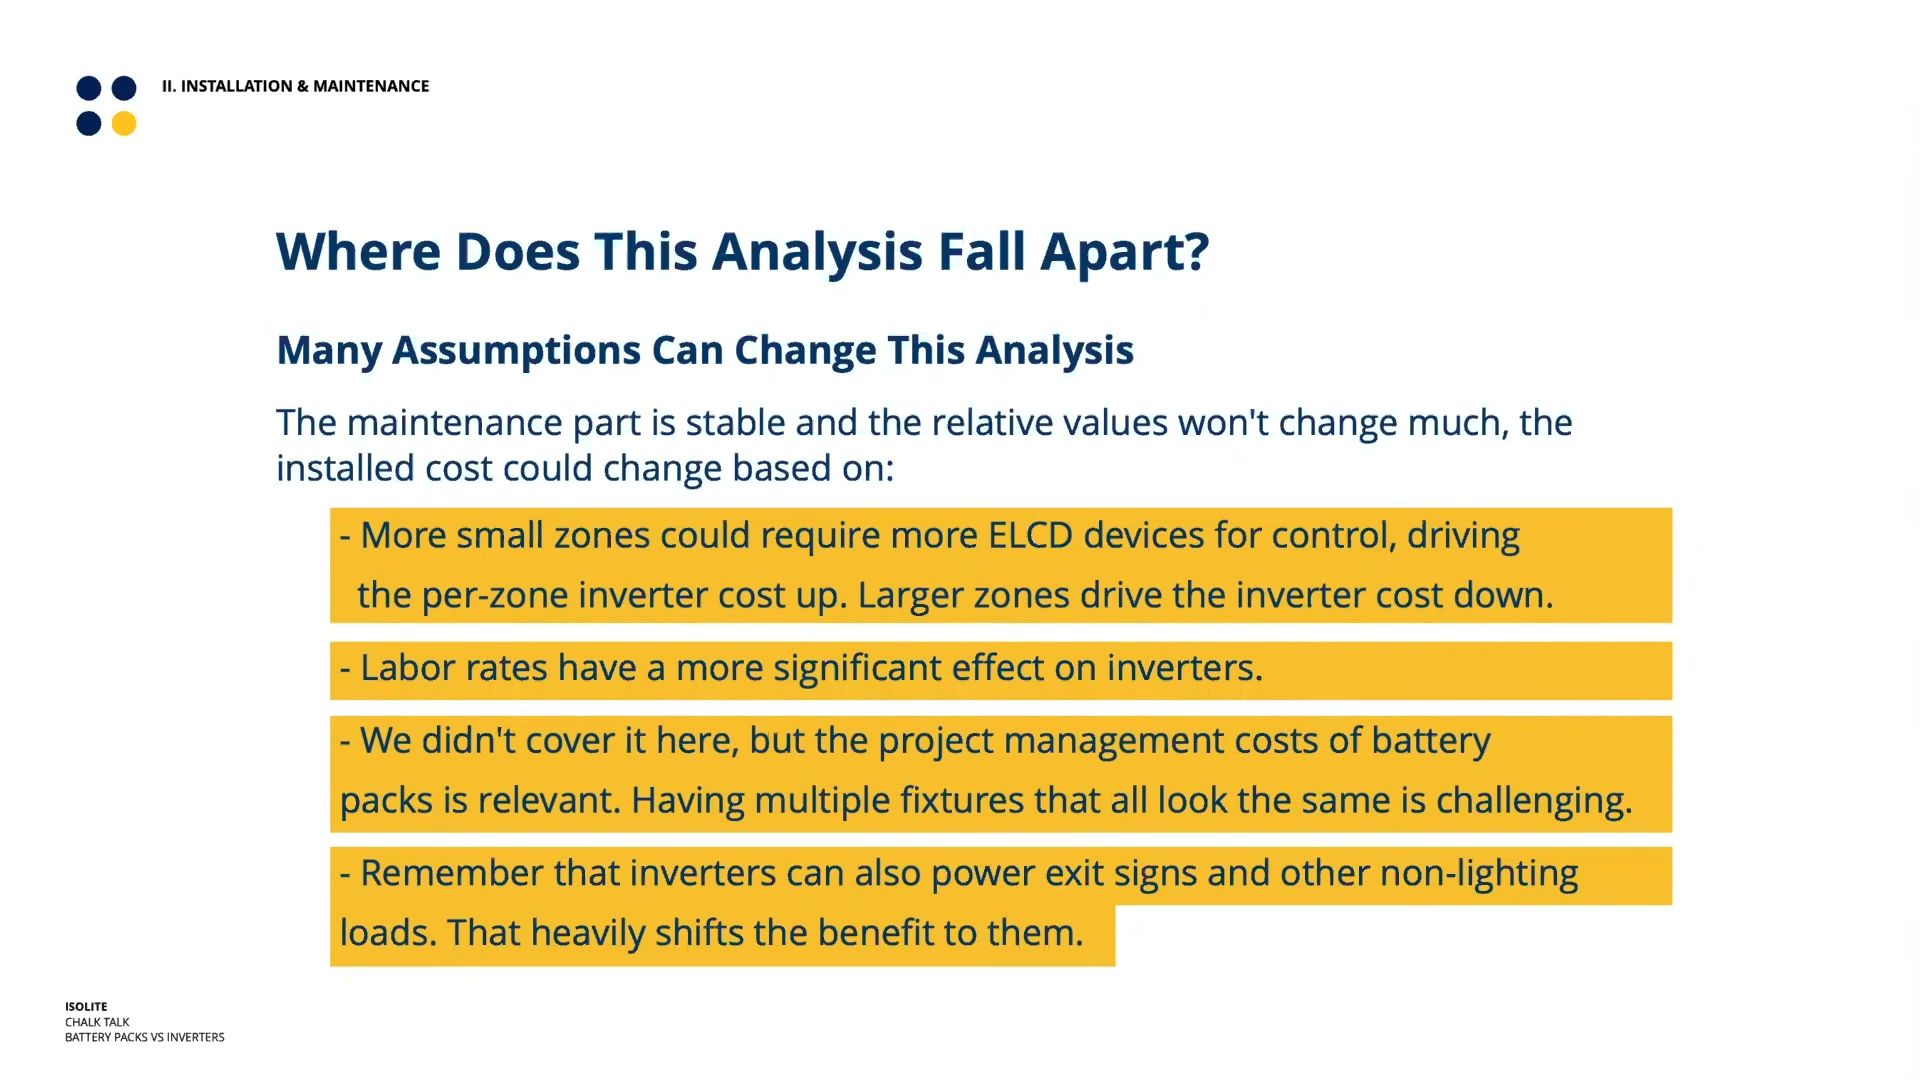 II. INSTALLATION & MAINTENANCE
Where Does This Analysis Fall Apart?
Many Assumptions Can Change This Analysis
The maintenance part is stable and the relative values won't change much, the
installed cost could change based on:
- More small zones could require more ELCD devices for control, driving
the per-zone inverter cost up. Larger zones drive the inverter cost down.
- Labor rates have a more significant effect on inverters.
- We didn't cover it here, but the project management costs of battery
packs is relevant. Having multiple fixtures that all look the same is challenging.
- Remember that inverters can also power exit signs and other non-lighting
loads. That heavily shifts the benefit to them.
ISOLITE
CHALK TALK
BATTERY PACKS VS INVERTERS